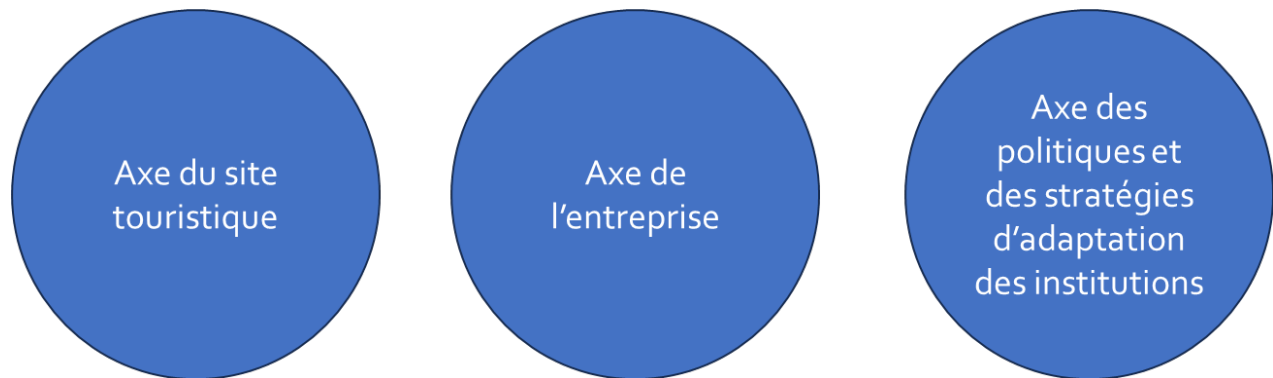 Axe du site
touristique
Axe de
l’entreprise
Axe des
politiques et
des stratégies
d’adaptation
des institutions